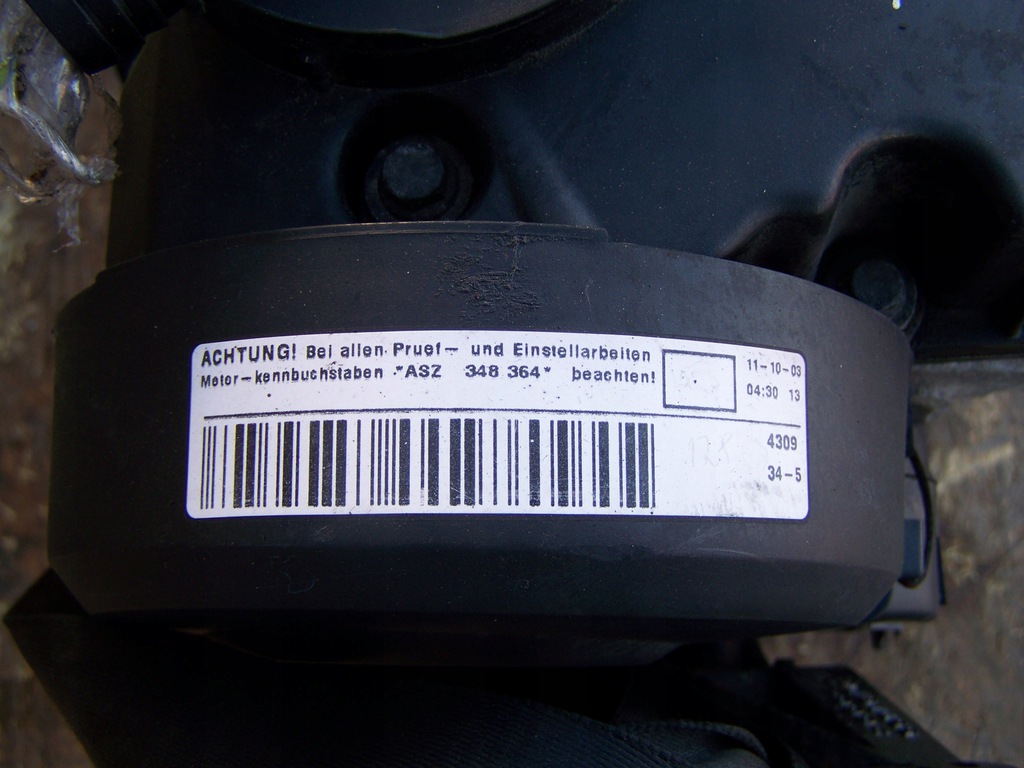 ACHTUNG! Bei allen Pruef- und Einstellarbeiten
Motor-kennbuchstaben *ASZ 348 364* beachten!
11-10-03
04:30 13
4309
34-5